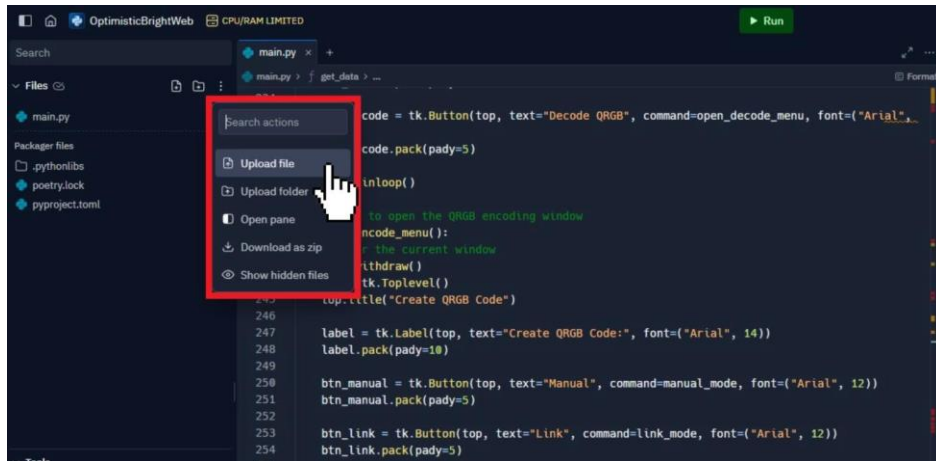 OptimisticBrightWeb CPU/RAM LIMITED
Run
Search
main.py × +
Files
main.py > ƒ get_data > ...
Format
main.py
Packager files
.pythonlibs
poetry.lock
pyproject.toml
Search actions
Upload file
Upload folder
Open pane
Download as zip
Show hidden files
code = tk.Button(top, text="Decode QRGB", command=open_decode_menu, font=("Arial",
code.pack(pady=5)
inloop()
to open the QRGB encoding window
ncode_menu():
the current window
ithdraw()
tk.Toplevel()
245 top.title("Create QRGB Code")
246
247 label = tk.Label(top, text="Create QRGB Code:", font=("Arial", 14))
248 label.pack(pady=10)
249
250 btn_manual = tk.Button(top, text="Manual", command=manual_mode, font=("Arial", 12))
251 btn_manual.pack(pady=5)
252
253 btn_link = tk.Button(top, text="Link", command=link_mode, font=("Arial", 12))
254 btn_link.pack(pady=5)